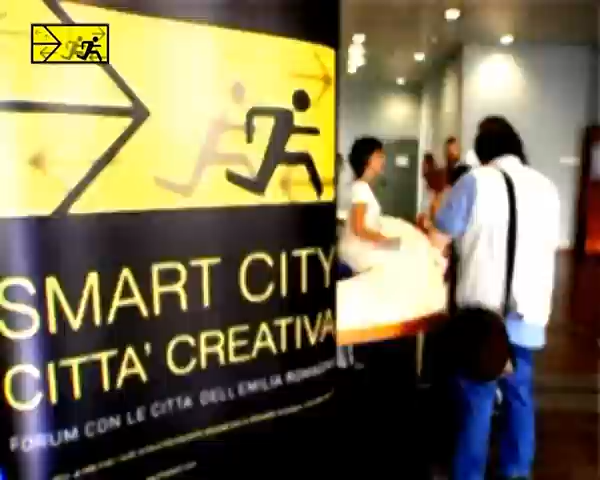 SMART CITY
CITTA' CREATIVA
FORUM CON LE CITTA DELL EMILIA ROMAGNA